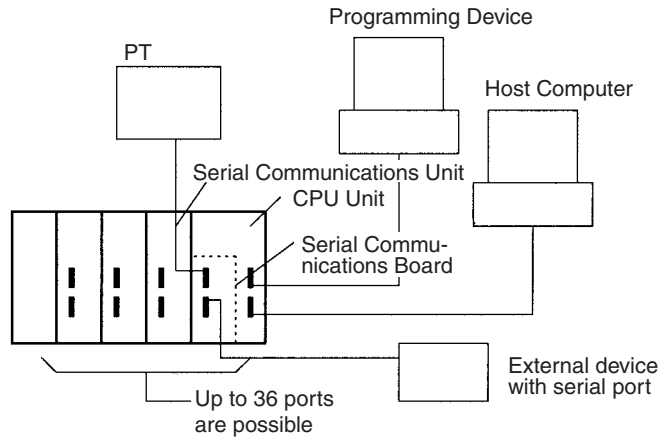 Programming Device
PT
Host Computer
Serial Communications Unit
CPU Unit
Serial Commu-
nications Board
External device
with serial port
Up to 36 ports
are possible